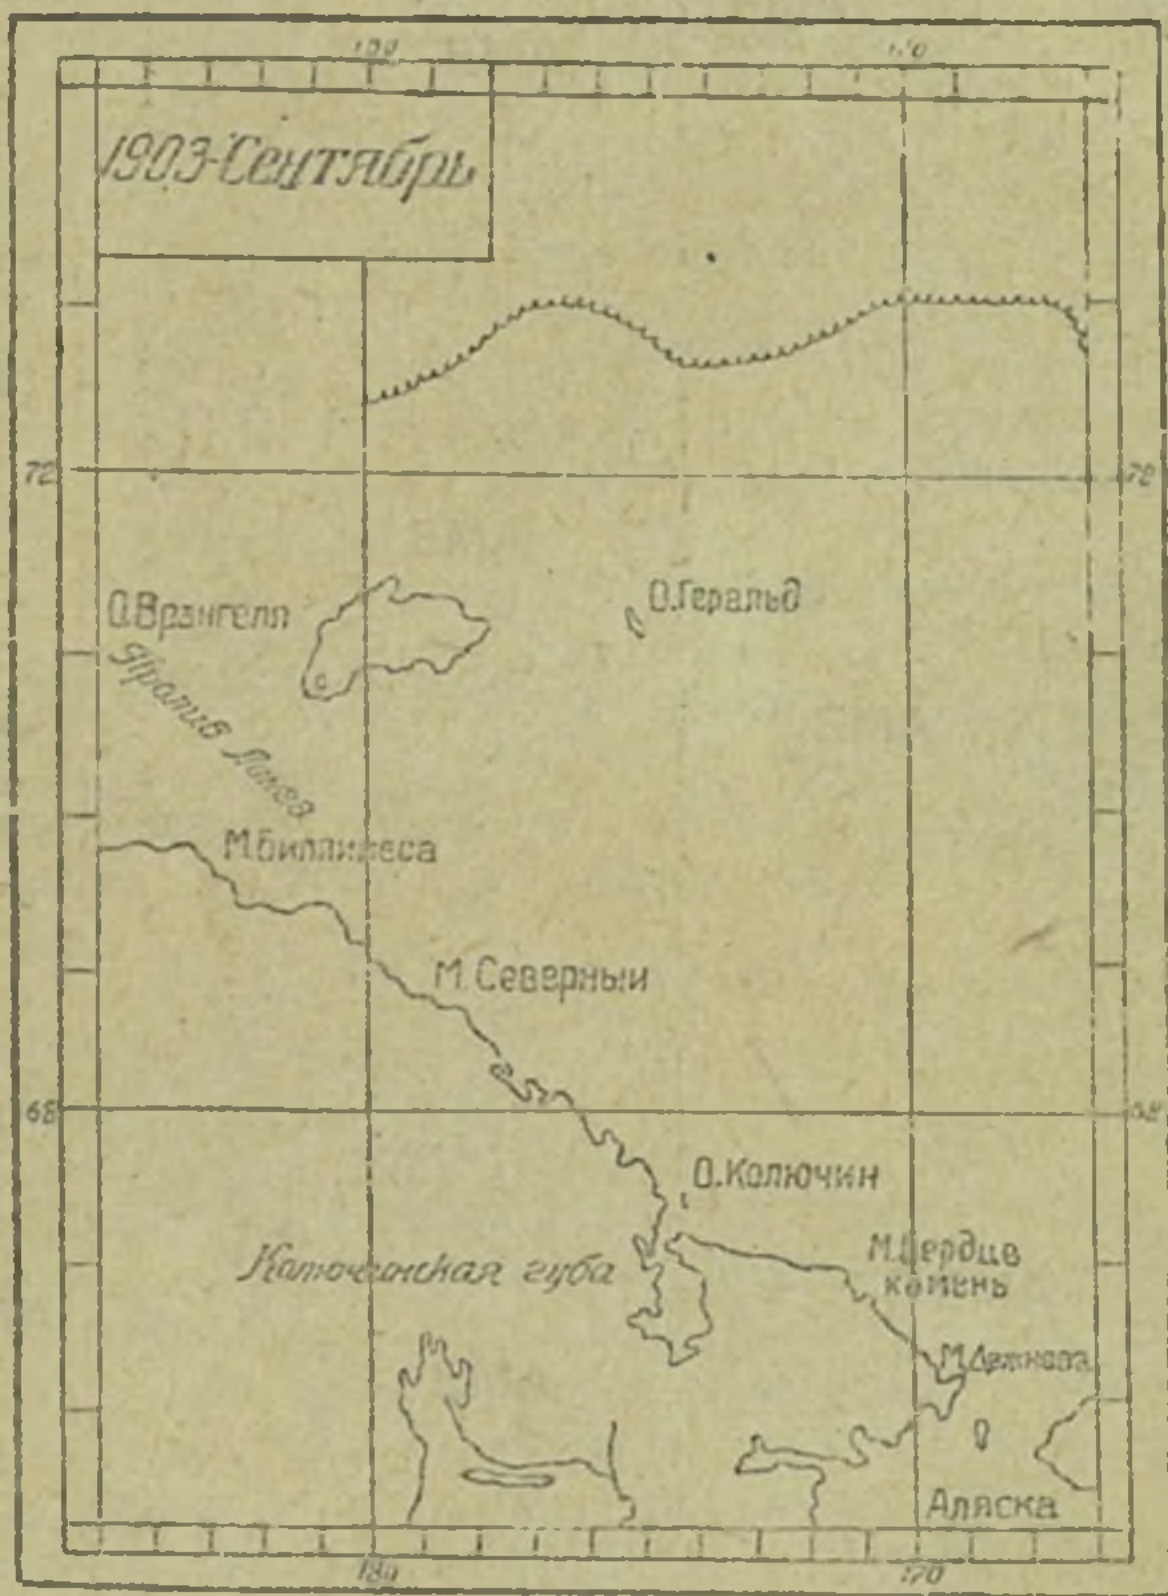 180 170
1903-Сентябрь
72 72
О.Врангеля
О.Геральд
Пролив Лонга
М.Биллингса
М.Северный
68 68
О.Колючин
Колючинская губа
М.Сердце
камень
М.Дежнева
Аляска
180 170